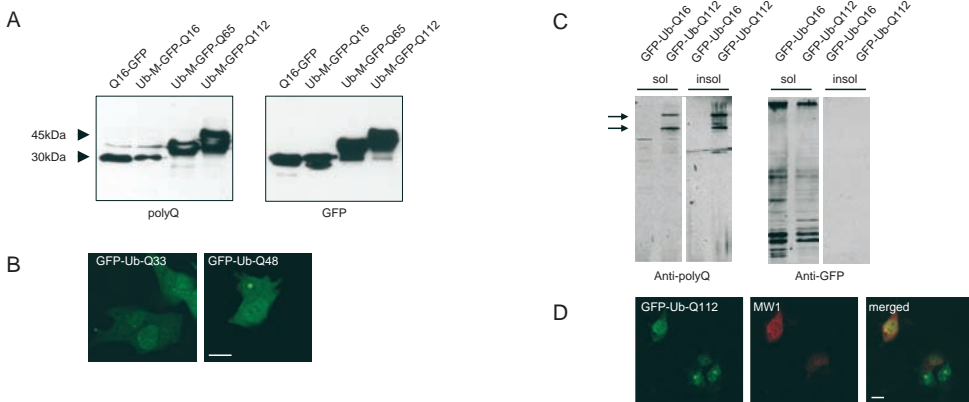 A
Q16-GFP
Ub-M-GFP-Q16
Ub-M-GFP-Q65
Ub-M-GFP-Q112
Q16-GFP
Ub-M-GFP-Q16
Ub-M-GFP-Q65
Ub-M-GFP-Q112
45kDa
30kDa
polyQ
GFP
B
GFP-Ub-Q33
GFP-Ub-Q48
C
GFP-Ub-Q16
GFP-Ub-Q112
GFP-Ub-Q16
GFP-Ub-Q112
GFP-Ub-Q16
GFP-Ub-Q112
GFP-Ub-Q16
GFP-Ub-Q112
sol
insol
sol
insol
Anti-polyQ
Anti-GFP
D
GFP-Ub-Q112
MW1
merged